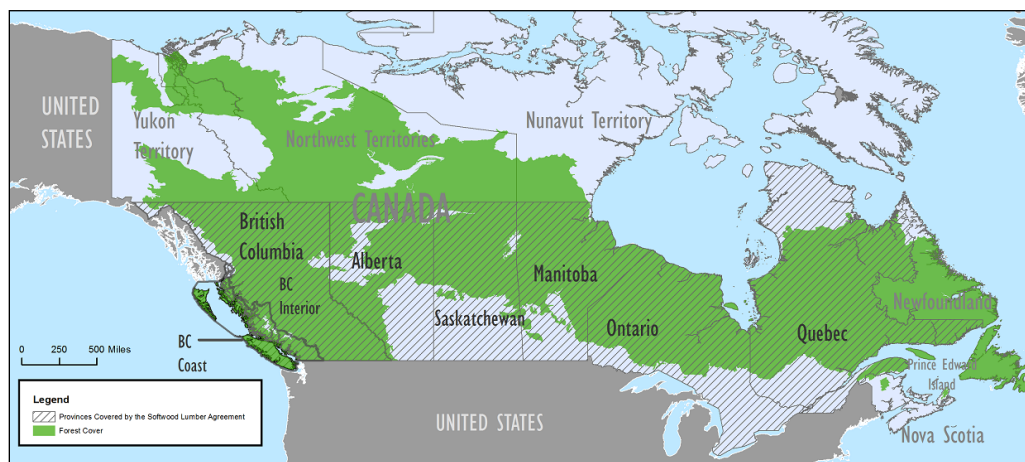 UNITED
STATES
Yukon
Territory
Northwest Territories
Nunavut Territory
CANADA
British
Columbia
Alberta
BC
Interior
Manitoba
Saskatchewan
Ontario
Quebec
Newfoundland
Prince Edward
Island
Nova Scotia
BC
Coast
0 250 500 Miles
Legend
Provinces Covered by the Softwood Lumber Agreement
Forest Cover
UNITED STATES